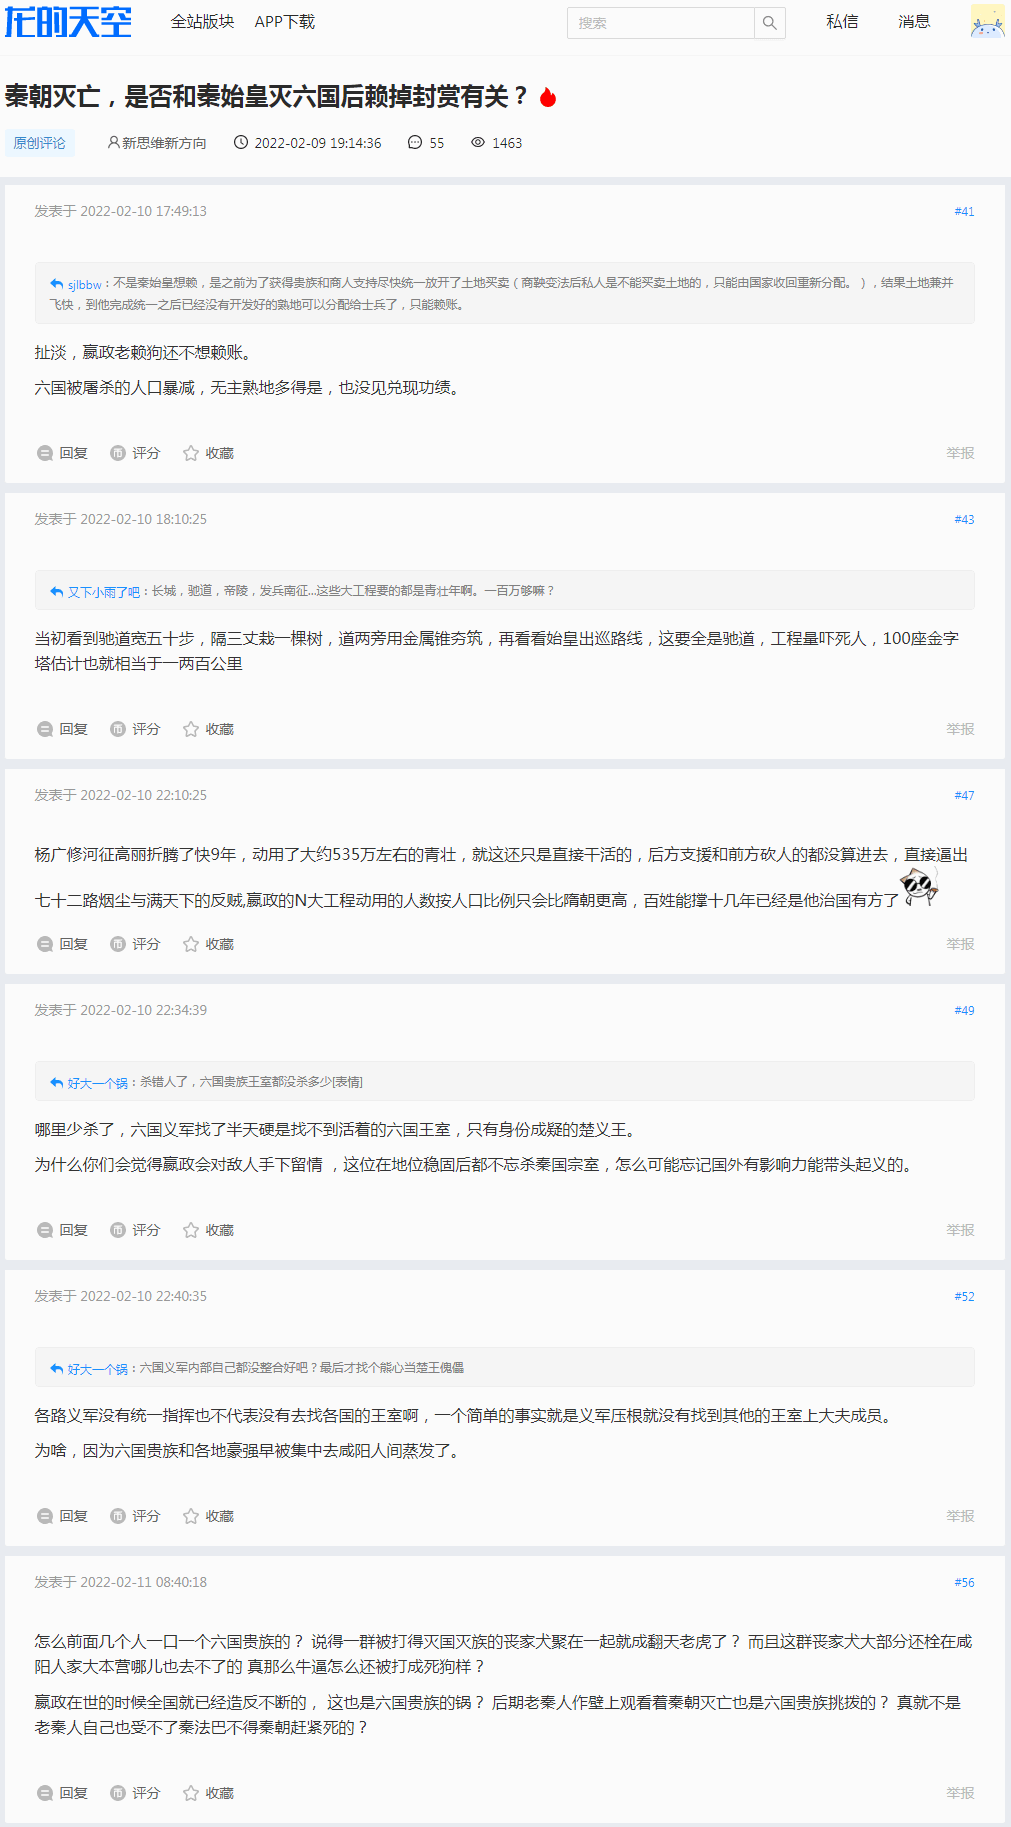 龙的天空 全站版块 APP下载 搜索 私信 消息
秦朝灭亡，是否和秦始皇灭六国后赖掉封赏有关？
原创评论 新思维新方向 2022-02-09 19:14:36 55 1463
发表于 2022-02-10 17:49:13 #41
sjlbbw：不是秦始皇想赖，是之前为了获得贵族和商人支持尽快统一放开了土地买卖（商鞅变法后私人是不能买卖土地的，只能由国家收回重新分配。），结果土地兼并
飞快，到他完成统一之后已经没有开发好的熟地可以分配给士兵了，只能赖账。
扯淡，嬴政老赖狗还不想赖账。
六国被屠杀的人口暴减，无主熟地多得是，也没见兑现功绩。
回复 评分 收藏 举报
发表于 2022-02-10 18:10:25 #43
又下小雨了吧：长城，驰道，帝陵，发兵南征...这些大工程要的都是青壮年啊。一百万够嘛？
当初看到驰道宽五十步，隔三丈栽一棵树，道两旁用金属锥夯筑，再看看始皇出巡路线，这要全是驰道，工程量吓死人，100座金字
塔估计也就相当于一两百公里
回复 评分 收藏 举报
发表于 2022-02-10 22:10:25 #47
杨广修河征高丽折腾了快9年，动用了大约535万左右的青壮，就这还只是直接干活的，后方支援和前方砍人的都没算进去，直接逼出
七十二路烟尘与满天下的反贼,嬴政的N大工程动用的人数按人口比例只会比隋朝更高，百姓能撑十几年已经是他治国有方了
回复 评分 收藏 举报
发表于 2022-02-10 22:34:39 #49
好大一个锅：杀错人了，六国贵族王室都没杀多少[表情]
哪里少杀了，六国义军找了半天硬是找不到活着的六国王室，只有身份成疑的楚义王。
为什么你们会觉得嬴政会对敌人手下留情 ，这位在地位稳固后都不忘杀秦国宗室，怎么可能忘记国外有影响力能带头起义的。
回复 评分 收藏 举报
发表于 2022-02-10 22:40:35 #52
好大一个锅：六国义军内部自己都没整合好吧？最后才找个熊心当楚王傀儡
各路义军没有统一指挥也不代表没有去找各国的王室啊，一个简单的事实就是义军压根就没有找到其他的王室上大夫成员。
为啥，因为六国贵族和各地豪强早被集中去咸阳人间蒸发了。
回复 评分 收藏 举报
发表于 2022-02-11 08:40:18 #56
怎么前面几个人一口一个六国贵族的？ 说得一群被打得灭国灭族的丧家犬聚在一起就成翻天老虎了？ 而且这群丧家犬大部分还栓在咸
阳人家大本营哪儿也去不了的 真那么牛逼怎么还被打成死狗样？
嬴政在世的时候全国就已经造反不断的， 这也是六国贵族的锅？ 后期老秦人作壁上观看着秦朝灭亡也是六国贵族挑拨的？ 真就不是
老秦人自己也受不了秦法巴不得秦朝赶紧死的？
回复 评分 收藏 举报